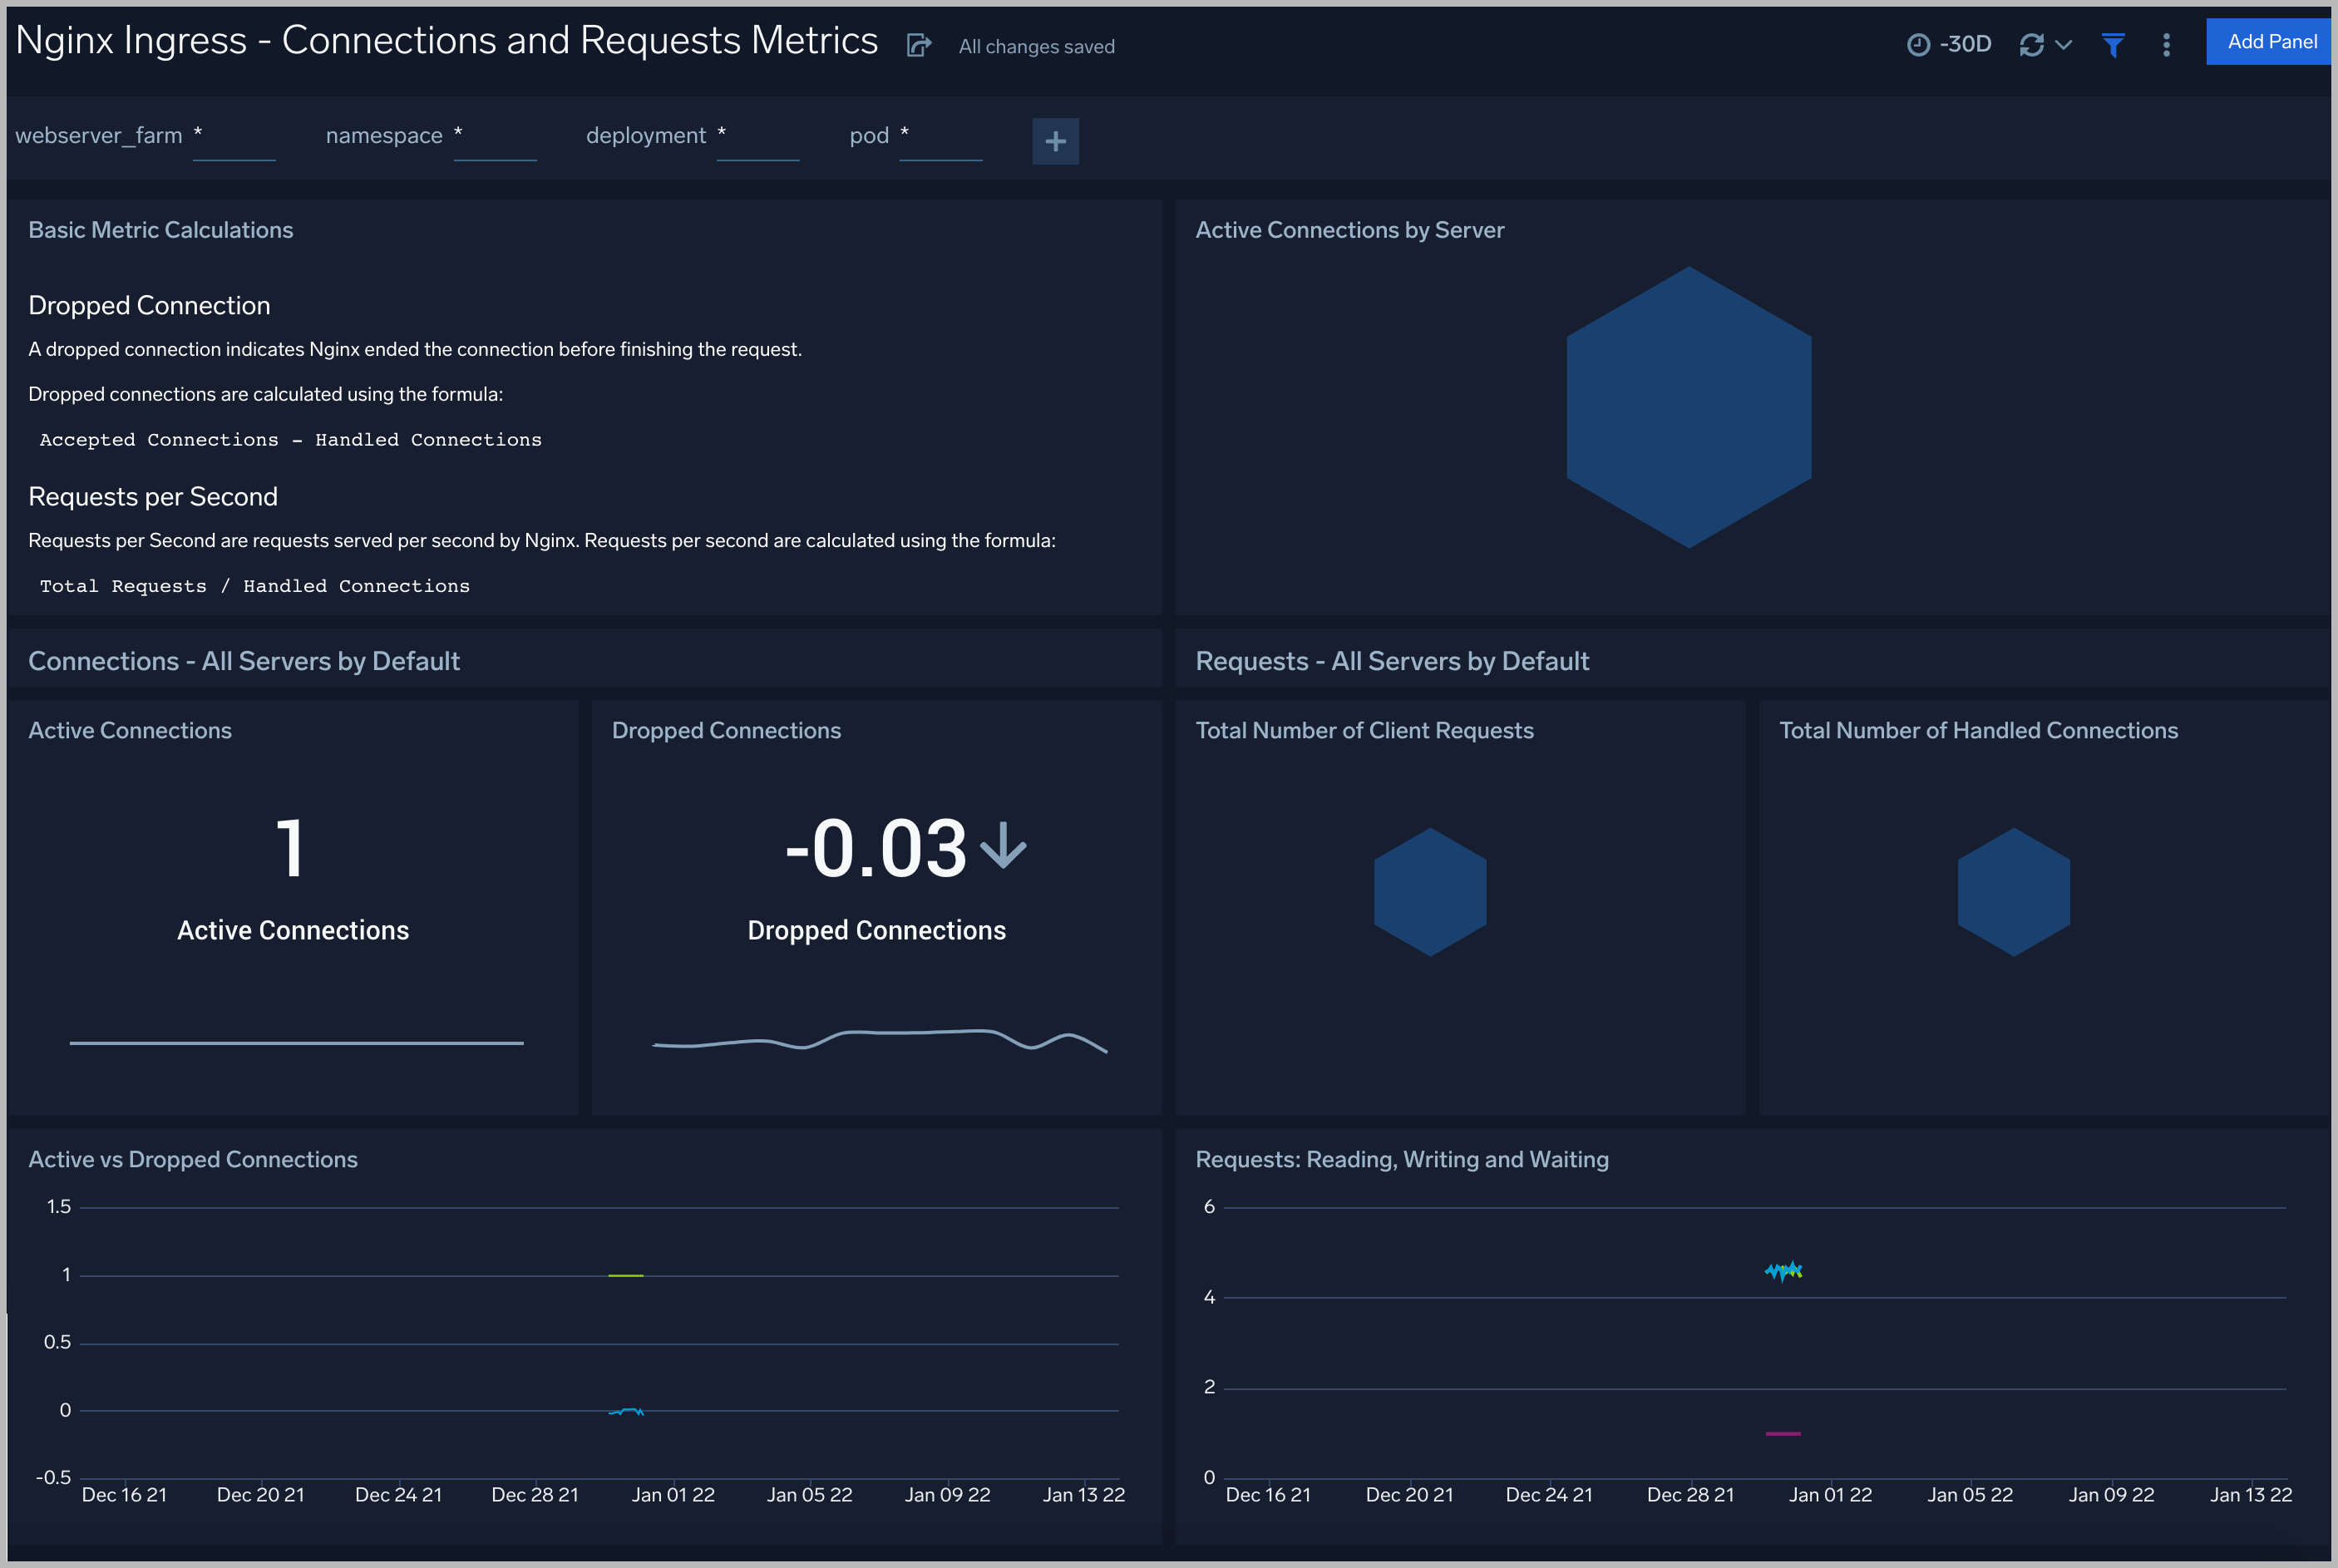 Nginx Ingress - Connections and Requests Metrics
All changes saved
-30D
Add Panel
webserver_farm *
namespace *
deployment *
pod *
Basic Metric Calculations
Dropped Connection
A dropped connection indicates Nginx ended the connection before finishing the request.
Dropped connections are calculated using the formula:
Accepted Connections - Handled Connections
Requests per Second
Requests per Second are requests served per second by Nginx. Requests per second are calculated using the formula:
Total Requests / Handled Connections
Active Connections by Server
Connections - All Servers by Default
Requests - All Servers by Default
Active Connections
1
Active Connections
Dropped Connections
-0.03
Dropped Connections
Total Number of Client Requests
Total Number of Handled Connections
Active vs Dropped Connections
1.5
1
0.5
0
-0.5
Dec 16 21 Dec 20 21 Dec 24 21 Dec 28 21 Jan 01 22 Jan 05 22 Jan 09 22 Jan 13 22
Requests: Reading, Writing and Waiting
6
4
2
0
Dec 16 21 Dec 20 21 Dec 24 21 Dec 28 21 Jan 01 22 Jan 05 22 Jan 09 22 Jan 13 22